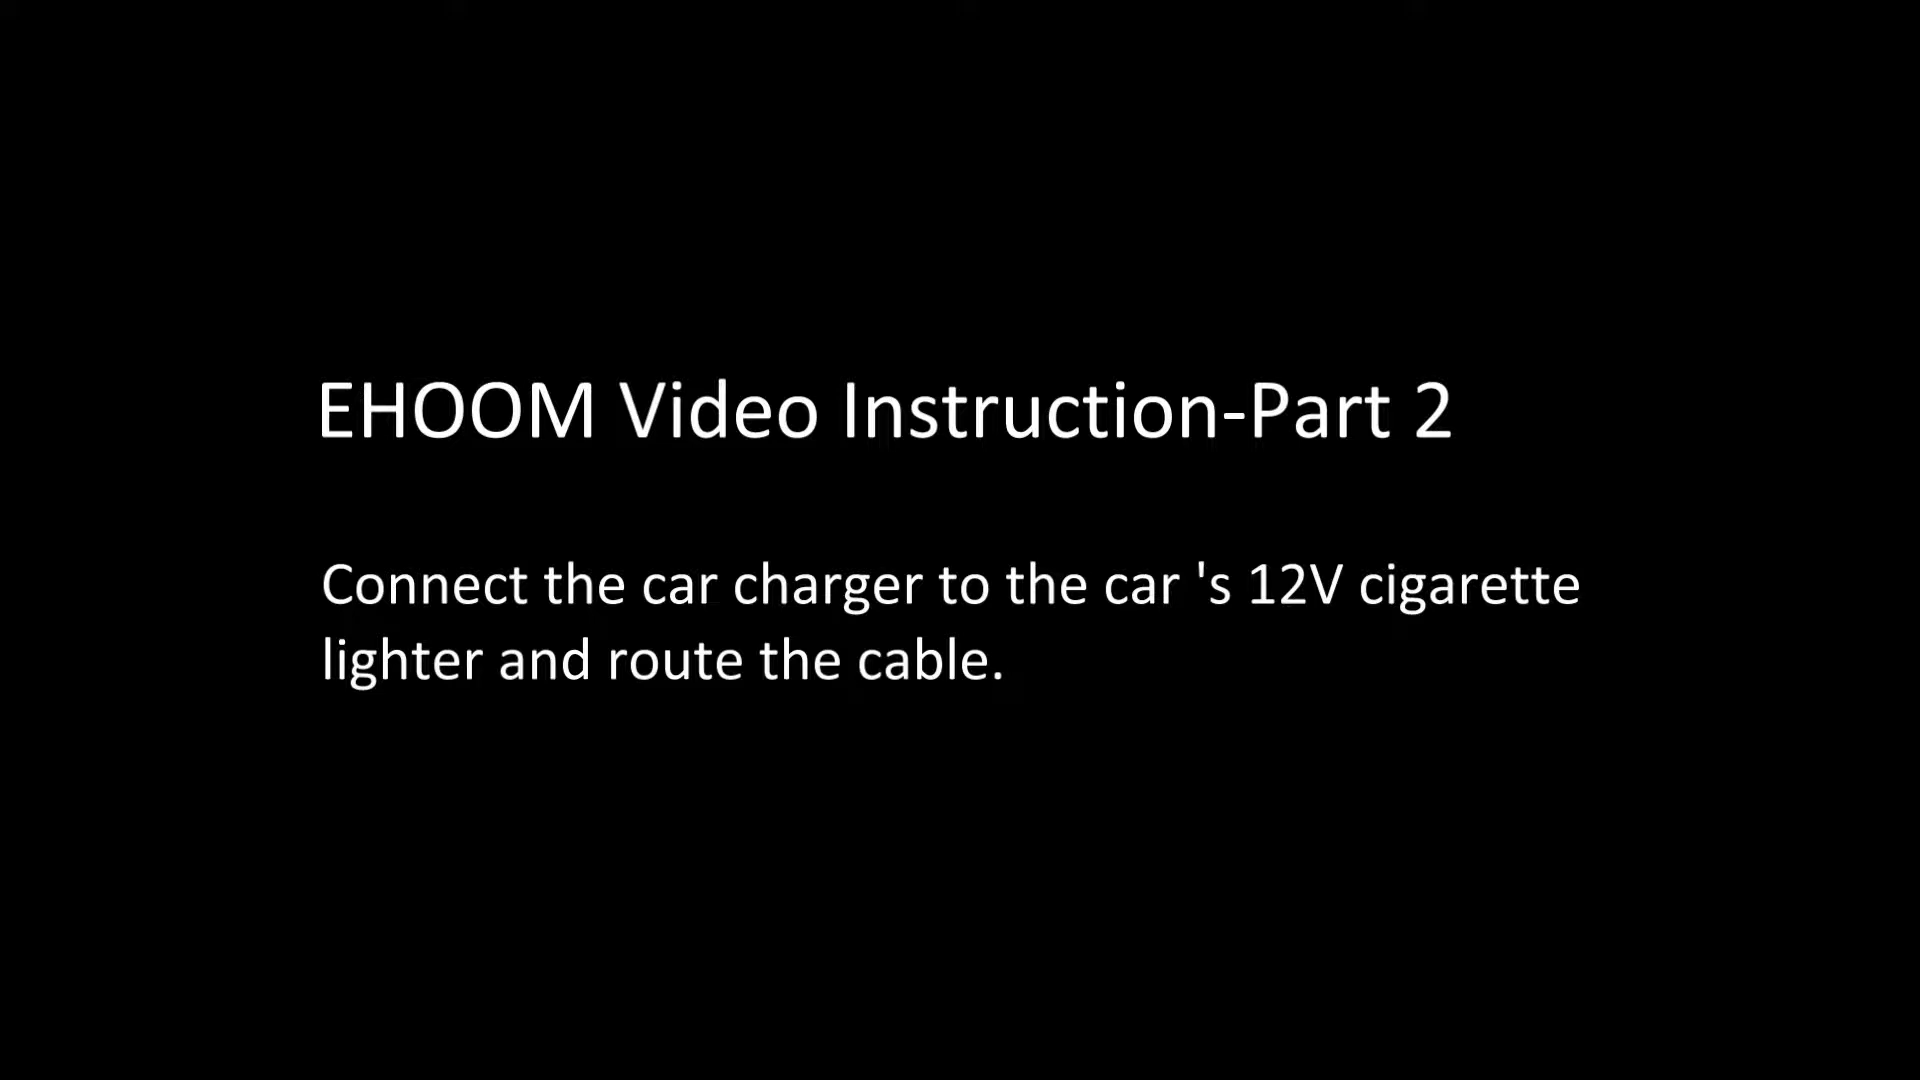 EHOOM Video Instruction-Part 2
Connect the car charger to the car 's 12V cigarette
lighter and route the cable.